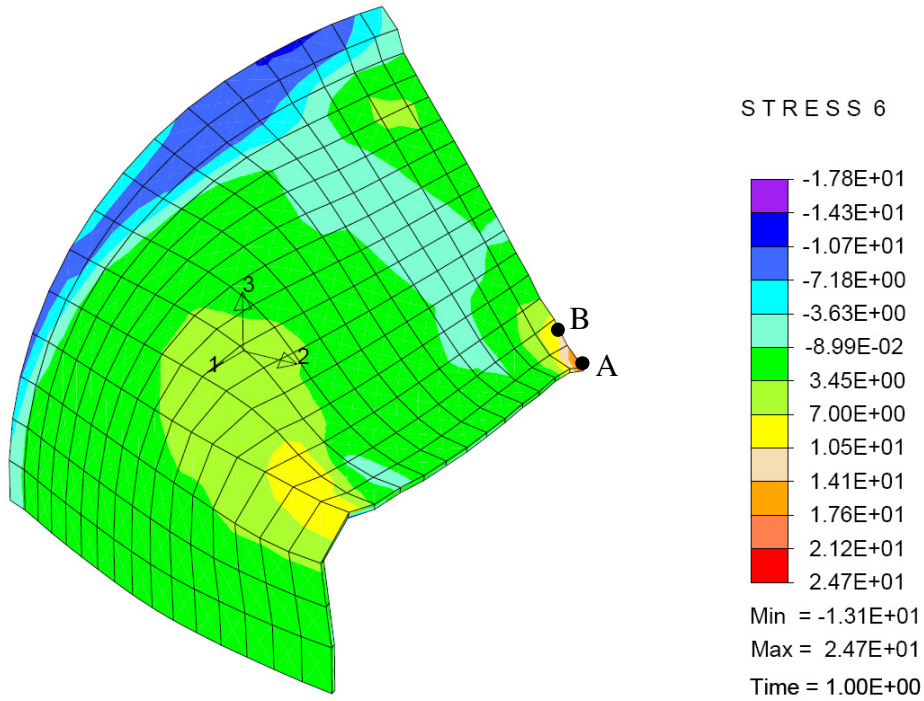 S T R E S S 6
-1.78E+01
-1.43E+01
-1.07E+01
-7.18E+00
-3.63E+00
-8.99E-02
3.45E+00
7.00E+00
1.05E+01
1.41E+01
1.76E+01
2.12E+01
2.47E+01
Min = -1.31E+01
Max = 2.47E+01
Time = 1.00E+00
3
1
2
B
A